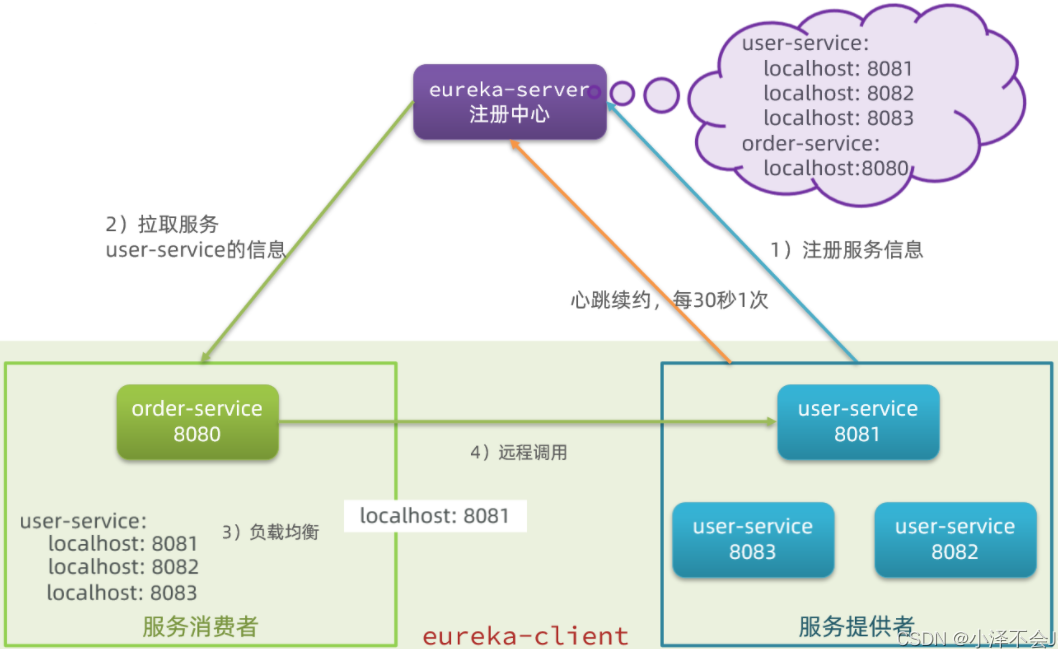 eureka-server
注册中心
user-service:
localhost: 8081
localhost: 8082
localhost: 8083
order-service:
localhost:8080
2）拉取服务
user-service的信息
1）注册服务信息
心跳续约，每30秒1次
order-service
8080
user-service
8081
4）远程调用
user-service:
localhost: 8081
localhost: 8082
localhost: 8083
3）负载均衡
localhost: 8081
user-service
8083
user-service
8082
服务消费者
eureka-client
服务提供者
CSDN @小泽不会J